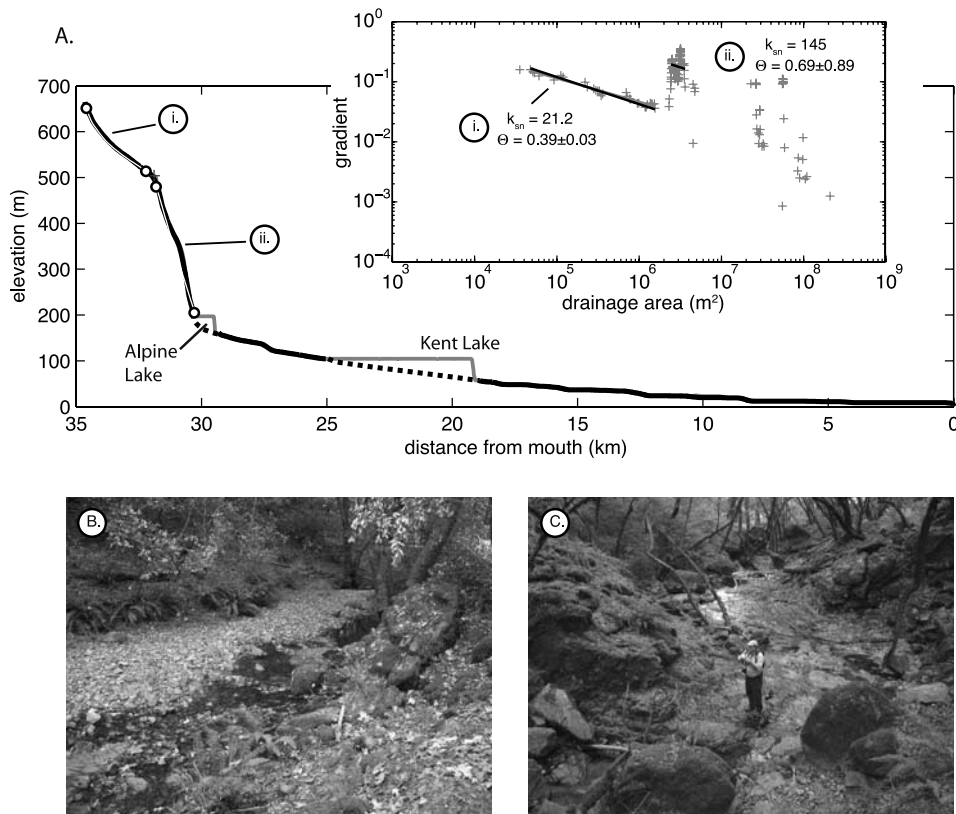 A.
700
600
500
400
300
200
100
0
elevation (m)
35
30
25
20
15
10
5
0
distance from mouth (km)
i.
ii.
Alpine
Lake
Kent Lake
10^0
10^-1
10^-2
10^-3
10^-4
gradient
10^3
10^4
10^5
10^6
10^7
10^8
10^9
drainage area (m²)
i.
k_sn = 21.2
Θ = 0.39±0.03
ii.
k_sn = 145
Θ = 0.69±0.89
B.
C.